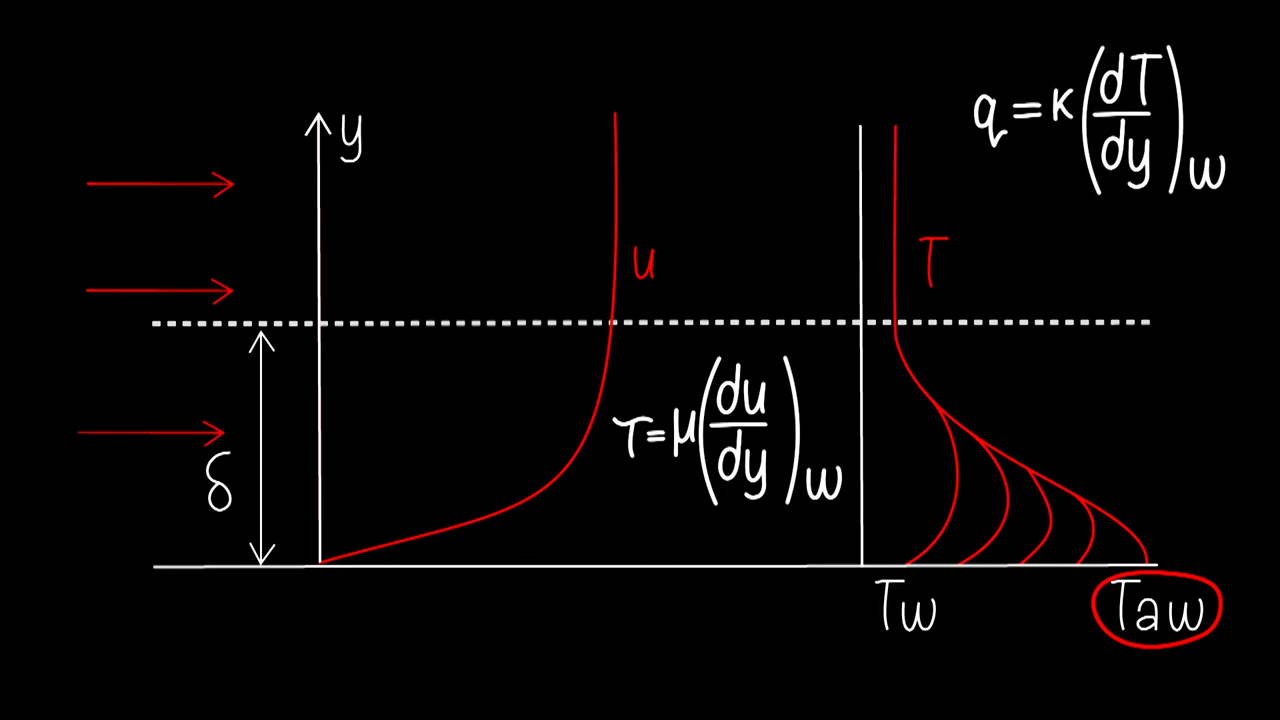 q = κ(dT/dy)w
y
u
T
τ = μ(du/dy)w
δ
Tw
Taw